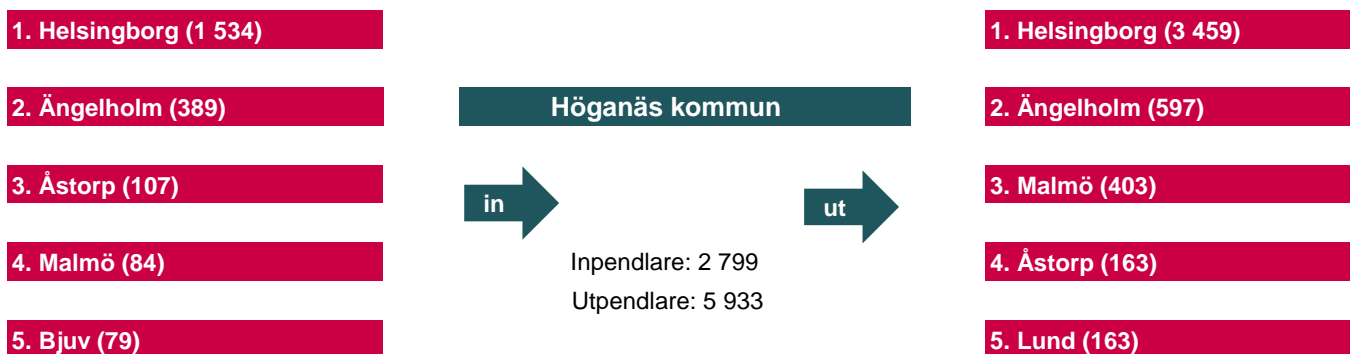 1. Helsingborg (1 534)
2. Ängelholm (389)
3. Åstorp (107)
4. Malmö (84)
5. Bjuv (79)
Höganäs kommun
in
ut
Inpendlare: 2 799
Utpendlare: 5 933
1. Helsingborg (3 459)
2. Ängelholm (597)
3. Malmö (403)
4. Åstorp (163)
5. Lund (163)